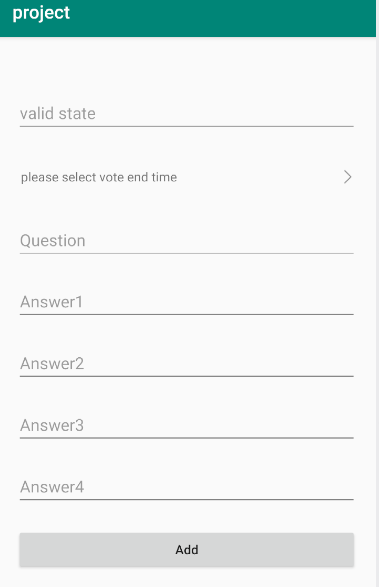 project
valid state
please select vote end time
Question
Answer1
Answer2
Answer3
Answer4
Add